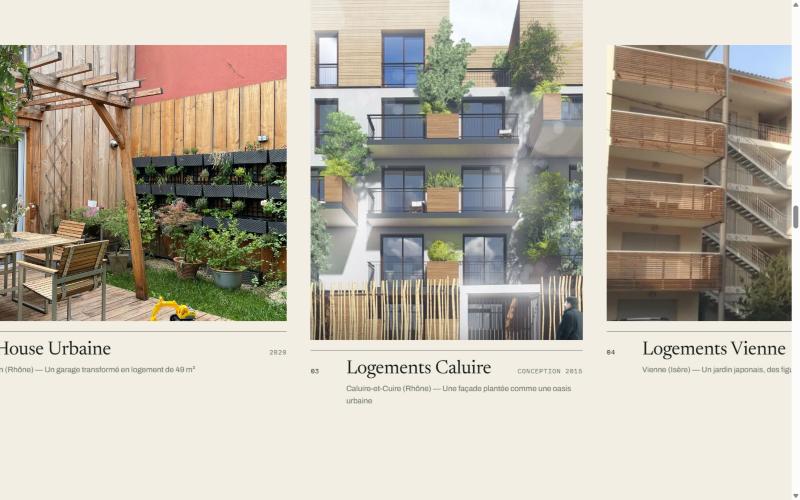 House Urbaine
2020
(Rhône) — Un garage transformé en logement de 49 m²
03
Logements Caluire
CONCEPTION 2015
Caluire-et-Cuire (Rhône) — Une façade plantée comme une oasis
urbaine
04
Logements Vienne
Vienne (Isère) — Un jardin japonais, des